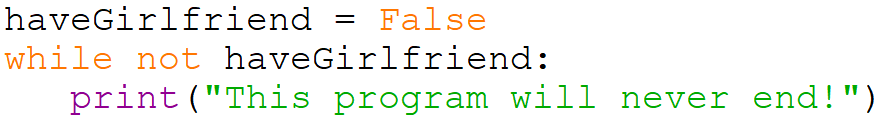 haveGirlfriend = False
while not haveGirlfriend:
   print("This program will never end!")